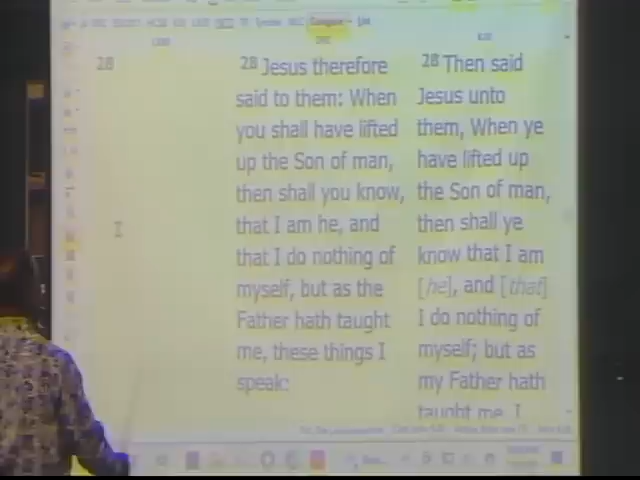 28
28 Jesus therefore
said to them: When
you shall have lifted
up the Son of man,
then shall you know,
that I am he, and
that I do nothing of
myself, but as the
Father hath taught
me, these things I
speak:
28 Then said
Jesus unto
them, When ye
have lifted up
the Son of man,
then shall ye
know that I am
[he], and [that]
I do nothing of
myself; but as
my Father hath
taught me, I